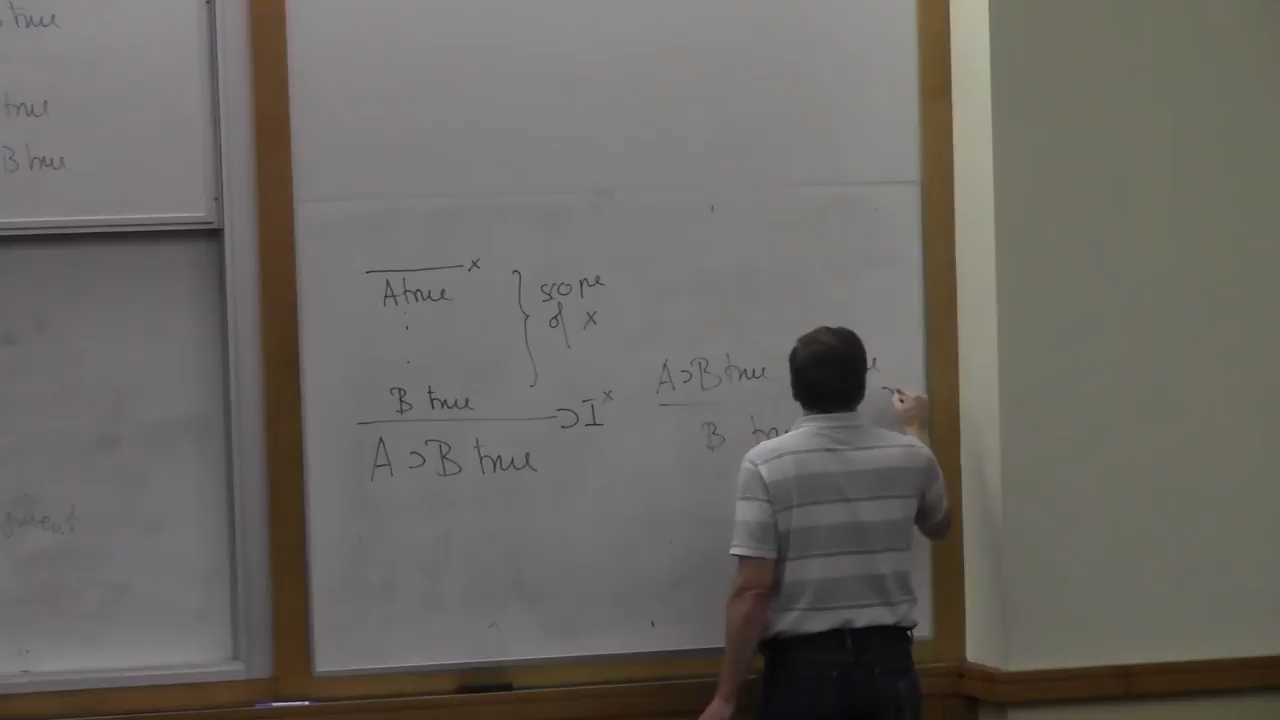 true
true
B true
x
A true
scope
of x
B true
⊃I x
A ⊃ B true
A ⊃ B true
B